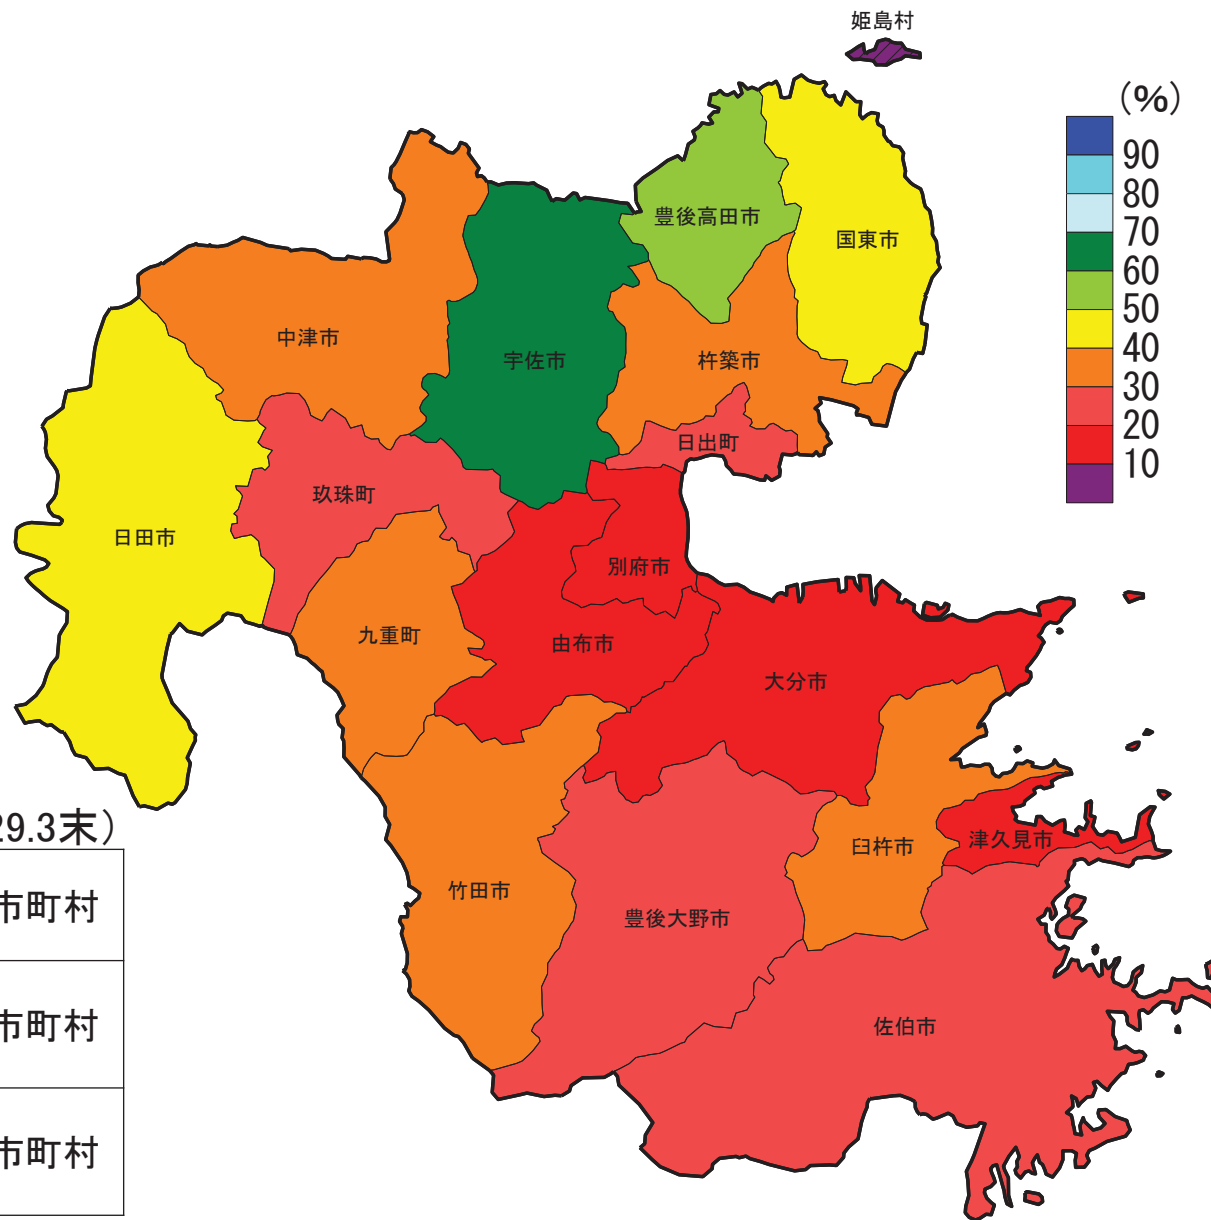 姫島村
(%)
90
80
70
60
50
40
30
20
10
豊後高田市
国東市
中津市
宇佐市
杵築市
日出町
玖珠町
日田市
別府市
九重町
由布市
大分市
津久見市
臼杵市
竹田市
豊後大野市
佐伯市
29.3末）
市町村
市町村
市町村